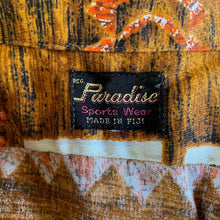 REG
Paradise
Sports Wear
MADE IN FIJI